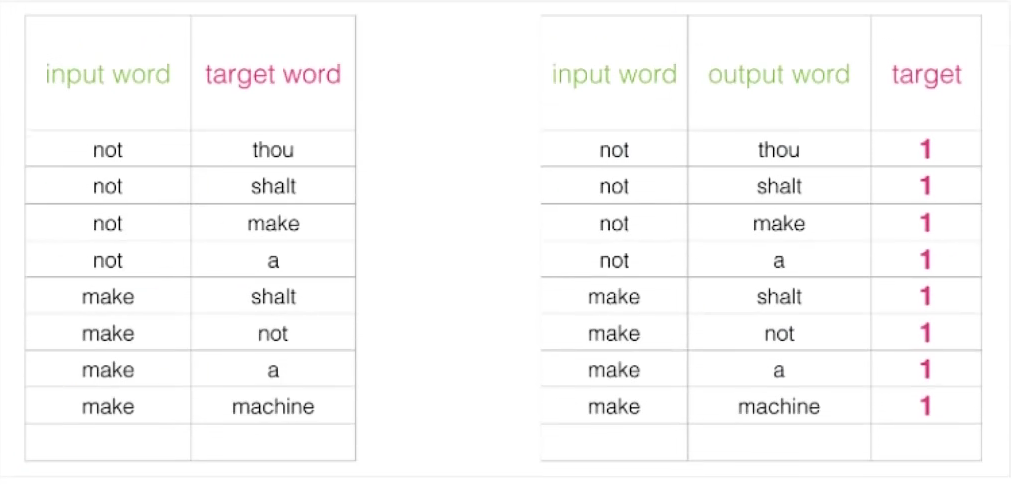 input word target word input word output word target
not thou not thou 1
not shalt not shalt 1
not make not make 1
not a not a 1
make shalt make shalt 1
make not make not 1
make a make a 1
make machine make machine 1